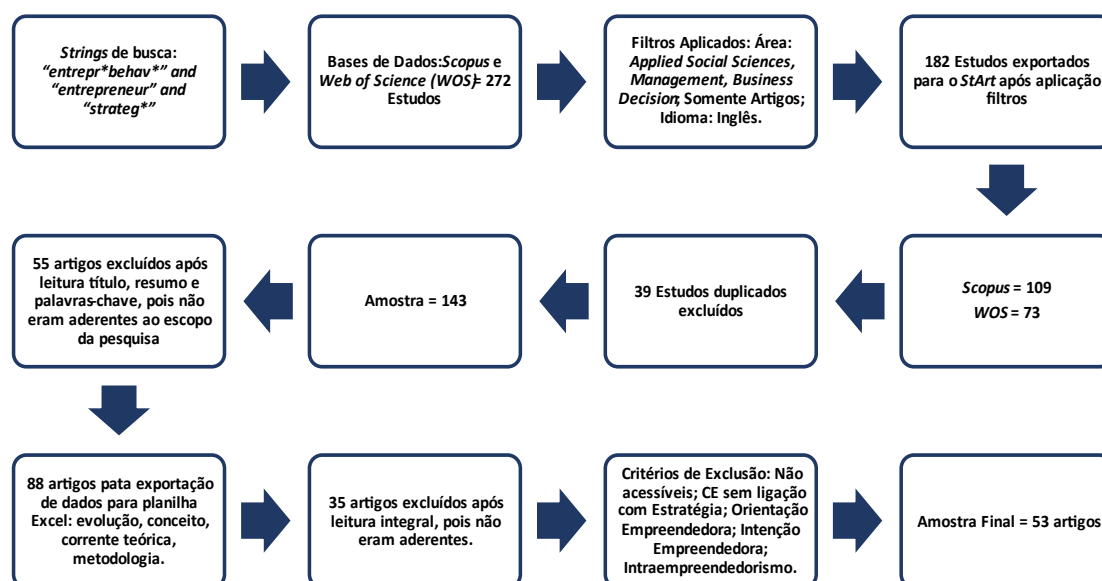 Strings de busca:
“entrepr*behav*” and
“entrepreneur” and
“strateg*”
Bases de Dados:Scopus e
Web of Science (WOS)= 272
Estudos
Filtros Aplicados: Área:
Applied Social Sciences,
Management, Business
Decision; Somente Artigos;
Idioma: Inglês.
182 Estudos exportados
para o StArt após aplicação
filtros
Scopus = 109
WOS = 73
39 Estudos duplicados
excluídos
Amostra = 143
55 artigos excluídos após
leitura título, resumo e
palavras-chave, pois não
eram aderentes ao escopo
da pesquisa
88 artigos pata exportação
de dados para planilha
Excel: evolução, conceito,
corrente teórica,
metodologia.
35 artigos excluídos após
leitura integral, pois não
eram aderentes.
Critérios de Exclusão: Não
acessíveis; CE sem ligação
com Estratégia; Orientação
Empreendedora; Intenção
Empreendedora;
Intraempreendedorismo.
Amostra Final = 53 artigos